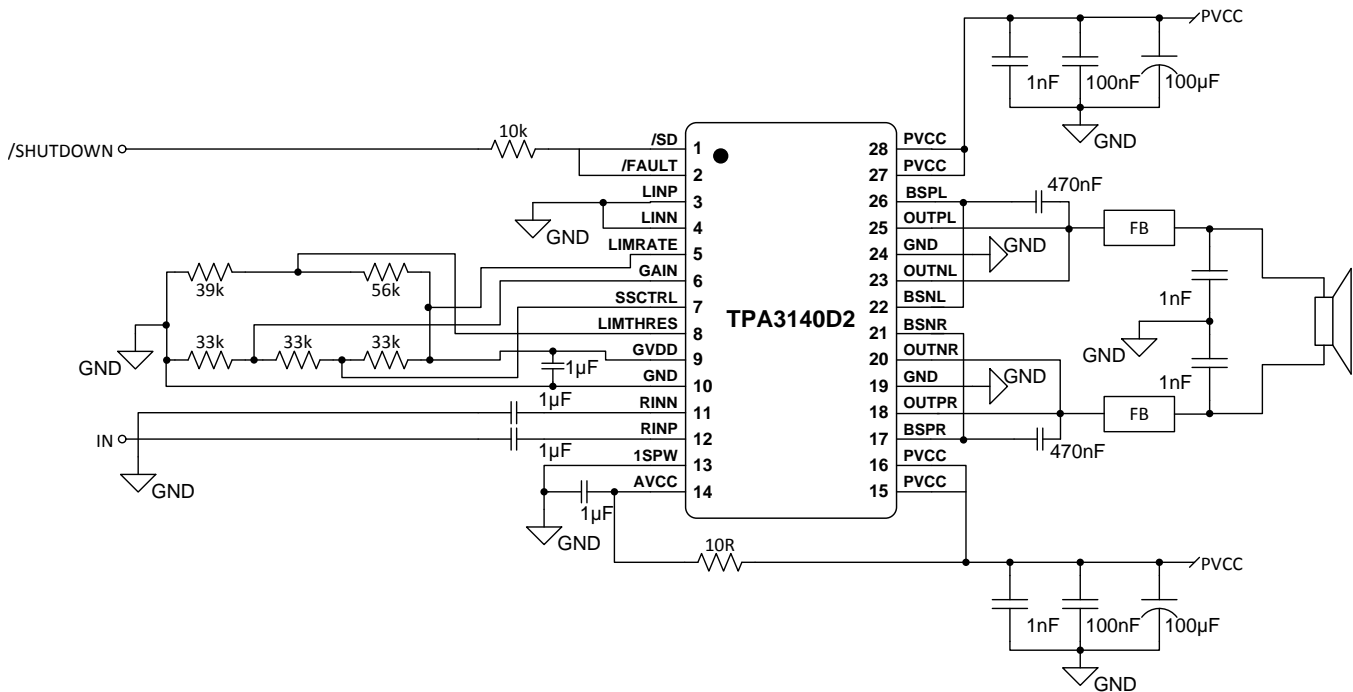 PVCC
1nF
100nF
100µF
GND
/SHUTDOWN
10k
/SD
1
28
PVCC
/FAULT
2
27
PVCC
LINP
3
26
BSPL
470nF
LINN
4
25
OUTPL
FB
GND
LIMRATE
5
24
GND
GND
39k
56k
GAIN
6
23
OUTNL
SSCTRL
7
22
BSNL
1nF
TPA3140D2
LIMTHRES
8
21
BSNR
33k
33k
33k
GND
GVDD
9
20
OUTNR
GND
1µF
GND
10
19
GND
GND
1nF
1µF
RINN
11
18
OUTPR
FB
IN
RINP
12
17
BSPR
1µF
470nF
GND
1SPW
13
16
PVCC
AVCC
14
15
PVCC
1µF
GND
10R
PVCC
1nF
100nF
100µF
GND